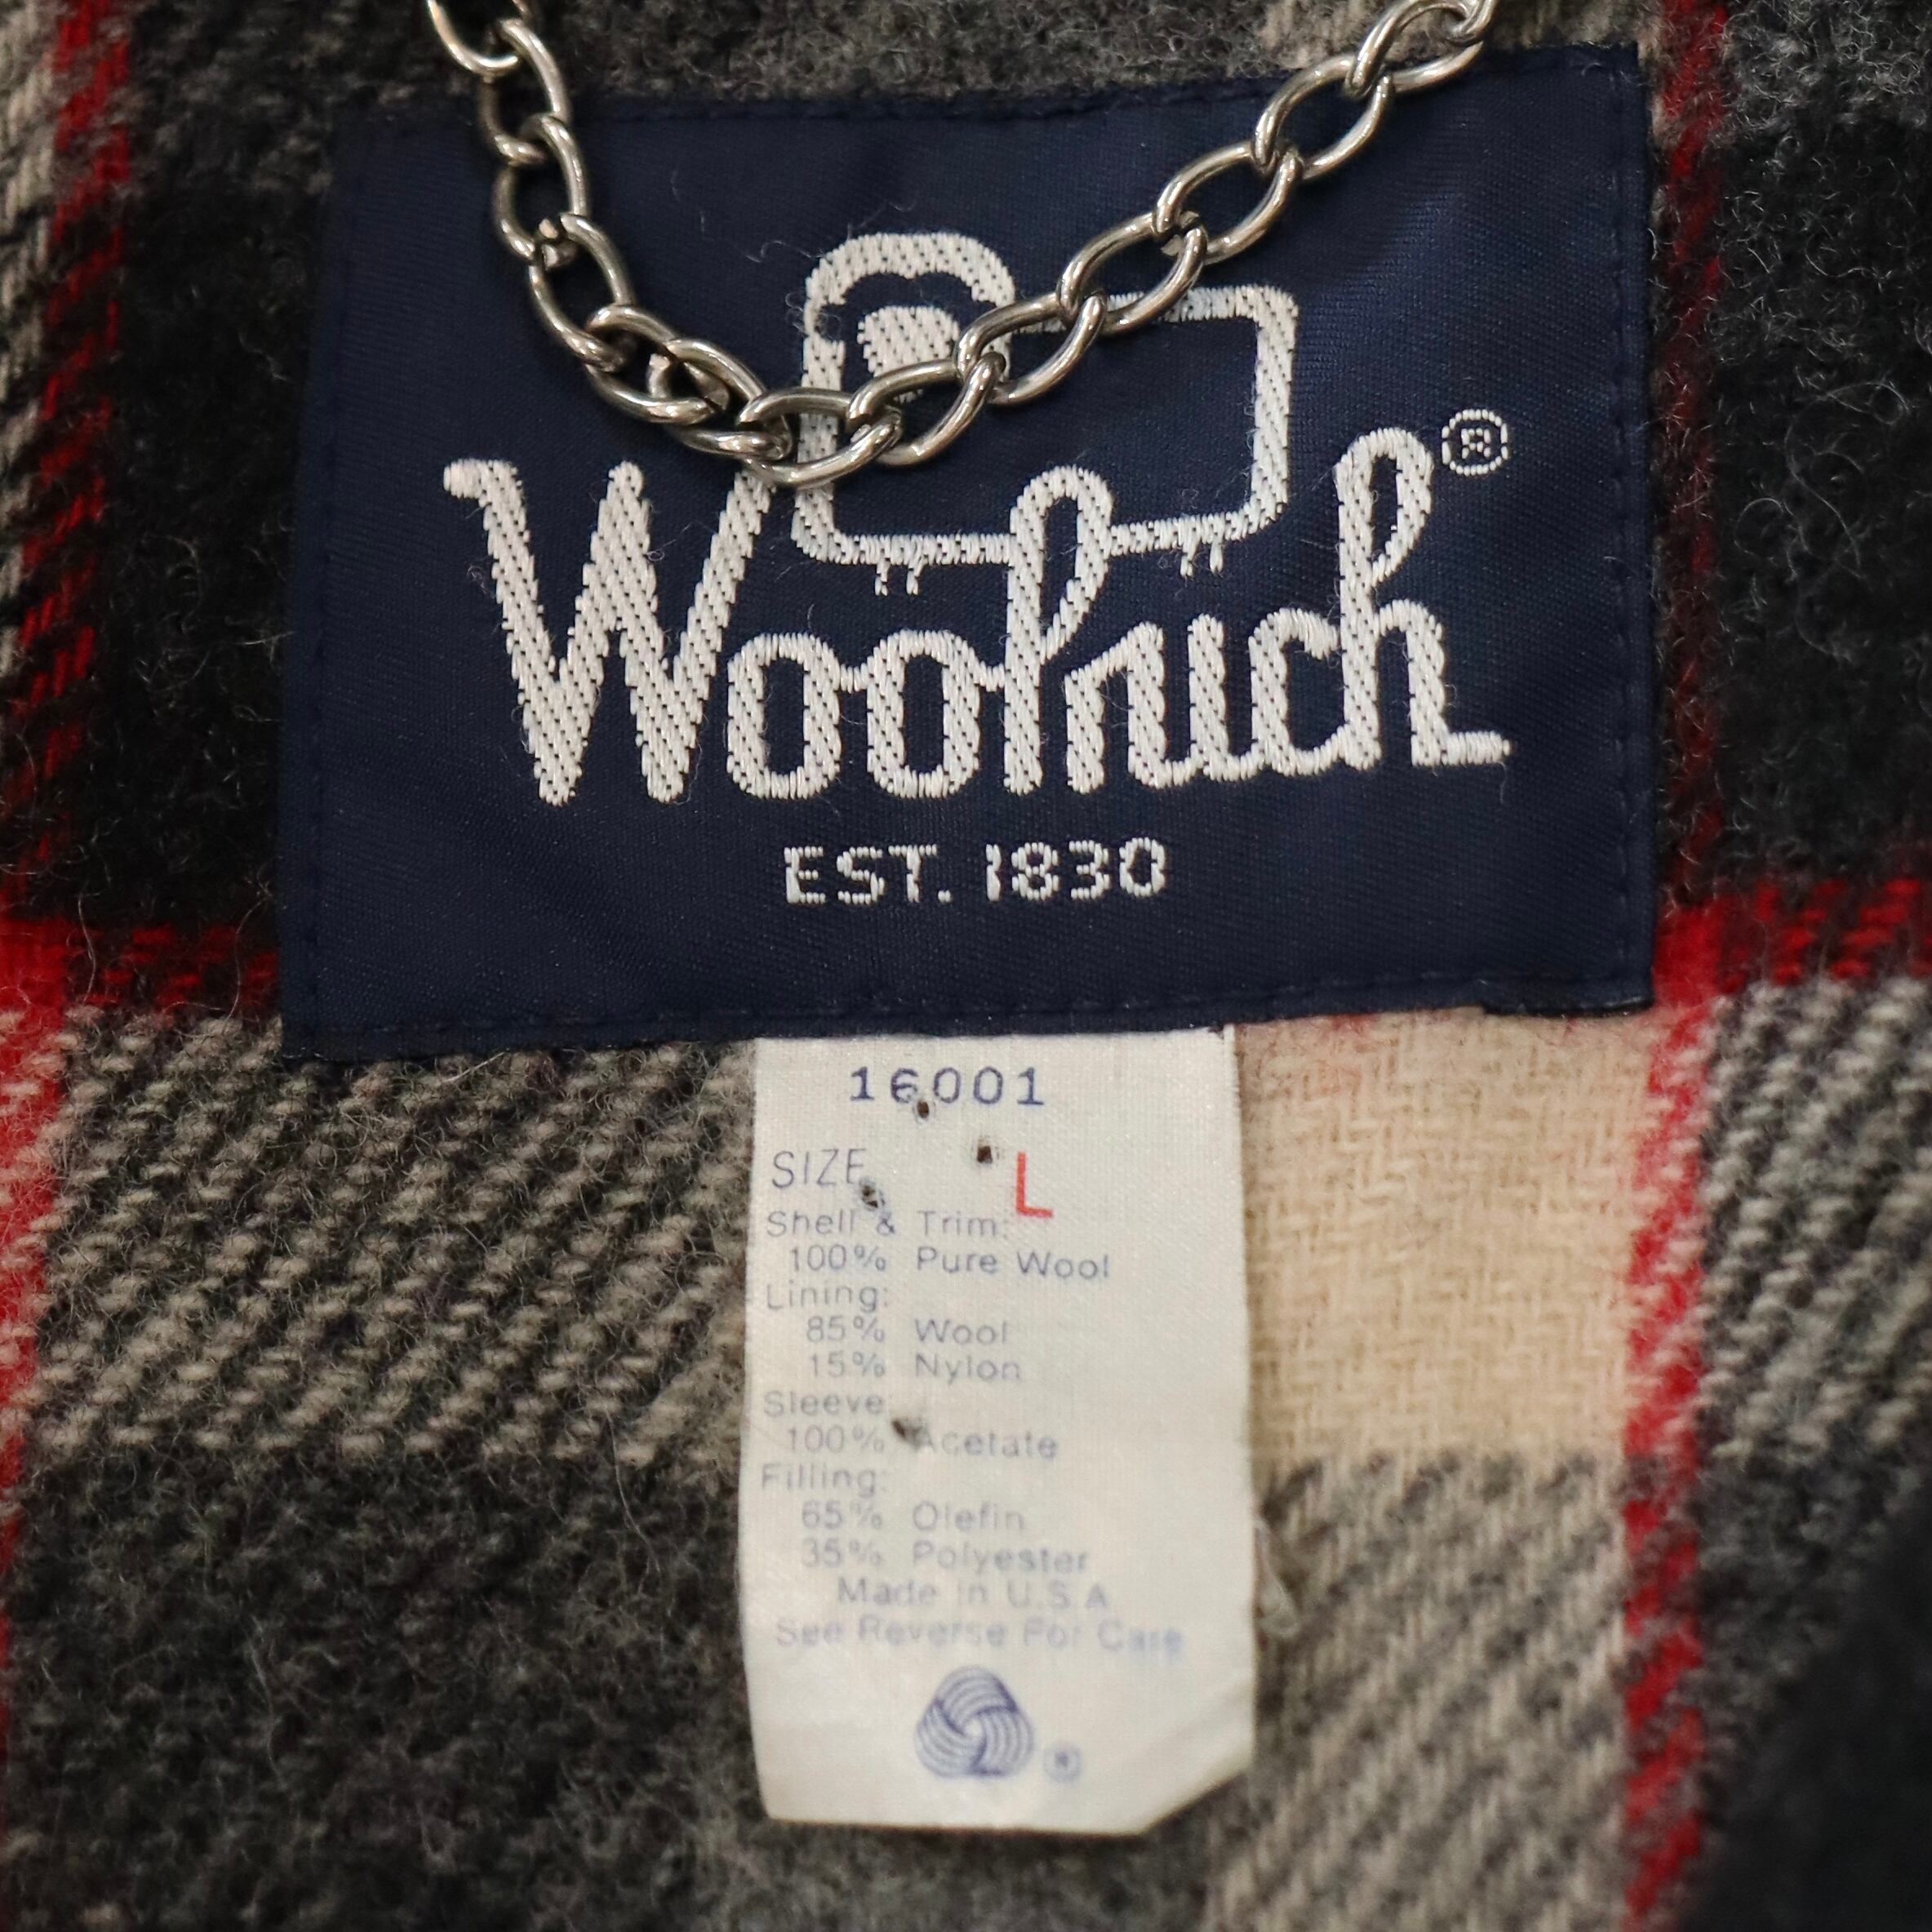 Woolrich®
EST. 1830
16001
SIZE L
Shell & Trim:
100% Pure Wool
Lining:
85% Wool
15% Nylon
Sleeve:
100% Acetate
Filling:
65% Olefin
35% Polyester
Made in U.S.A
See Reverse For Care
®